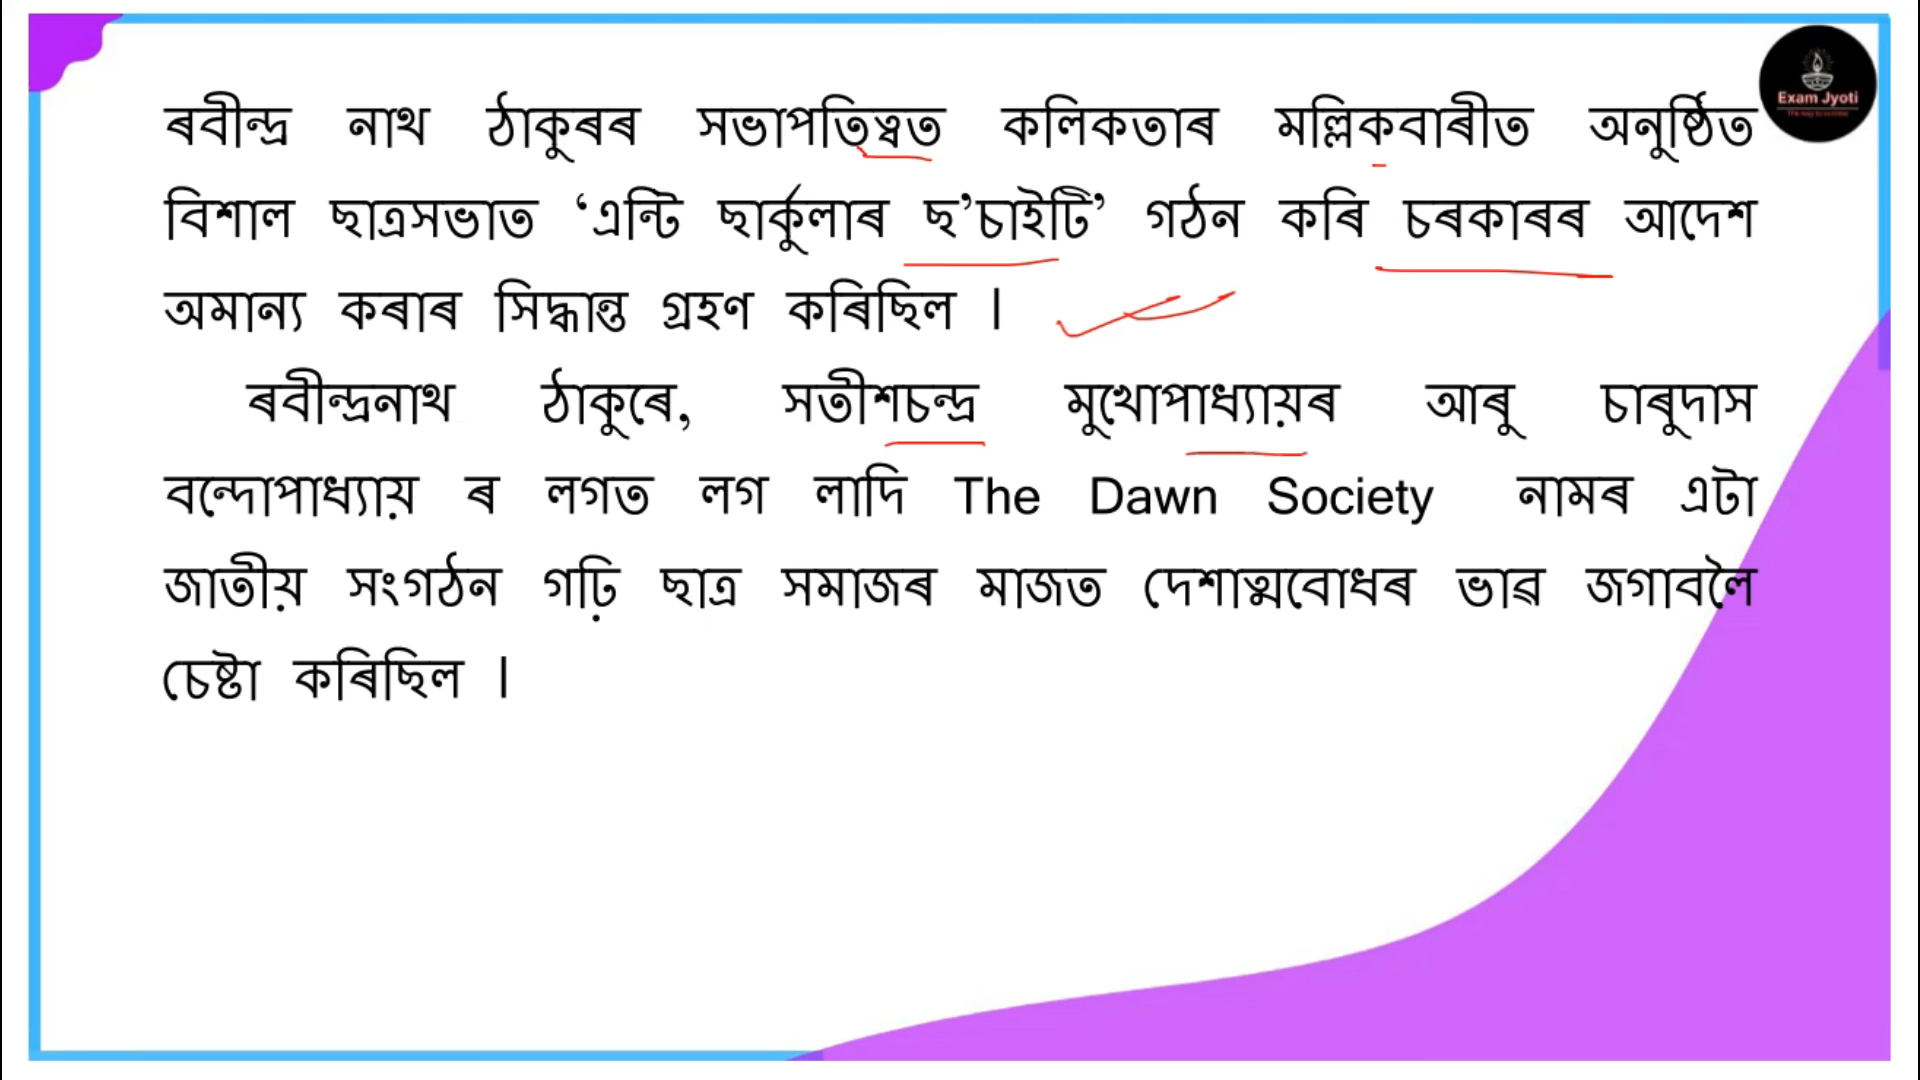 ৰবীন্দ্ৰ নাথ ঠাকুৰৰ সভাপতিত্বত কলিকতাৰ মল্লিকবাৰীত অনুষ্ঠিত
বিশাল ছাত্ৰসভাত ‘এন্টি ছাৰ্কুলাৰ ছ’চাইটি’ গঠন কৰি চৰকাৰৰ আদেশ
অমান্য কৰাৰ সিদ্ধান্ত গ্ৰহণ কৰিছিল ।
ৰবীন্দ্ৰনাথ ঠাকুৰে, সতীশচন্দ্ৰ মুখোপাধ্যায়ৰ আৰু চাৰুদাস
বন্দোপাধ্যায় ৰ লগত লগ লাদি The Dawn Society নামৰ এটা
জাতীয় সংগঠন গঢ়ি ছাত্ৰ সমাজৰ মাজত দেশাত্মবোধৰ ভাৱ জগাবলৈ
চেষ্টা কৰিছিল ।
Exam Jyoti